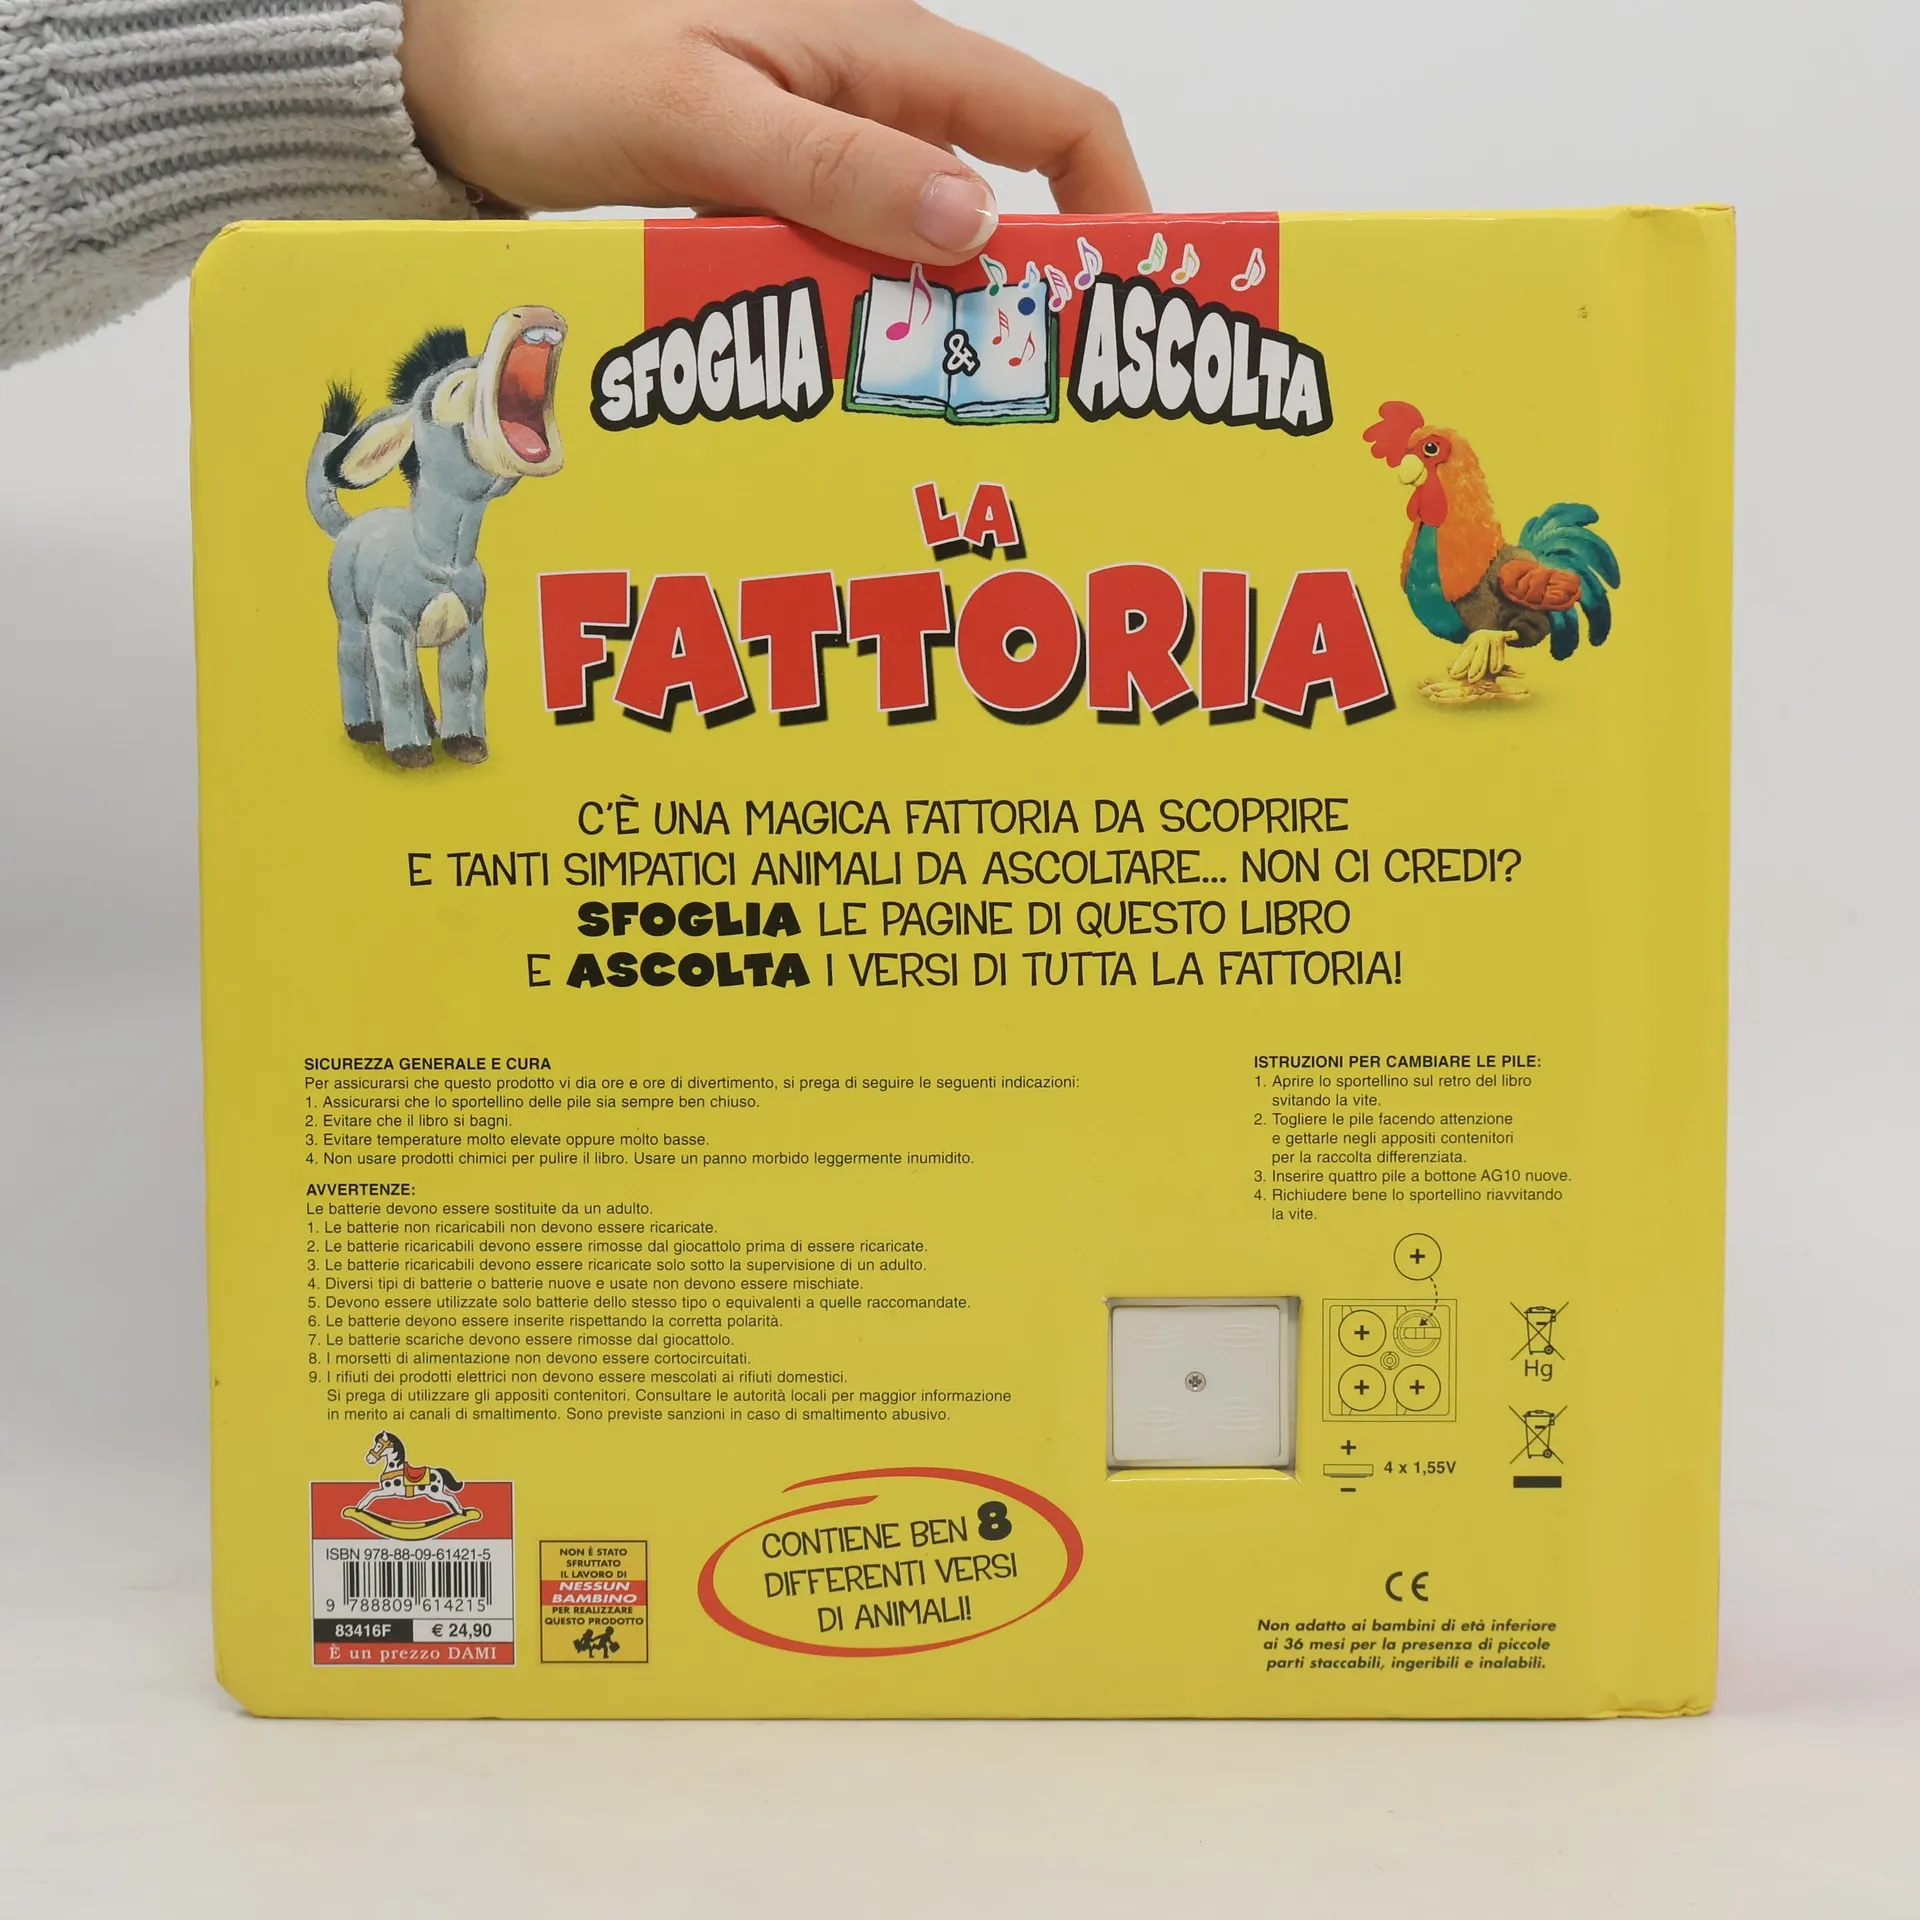 SFOGLIA & ASCOLTA
LA
FATTORIA
C'È UNA MAGICA FATTORIA DA SCOPRIRE
E TANTI SIMPATICI ANIMALI DA ASCOLTARE... NON CI CREDI?
SFOGLIA LE PAGINE DI QUESTO LIBRO
E ASCOLTA I VERSI DI TUTTA LA FATTORIA!
SICUREZZA GENERALE E CURA
Per assicurarsi che questo prodotto vi dia ore e ore di divertimento, si prega di seguire le seguenti indicazioni:
1. Assicurarsi che lo sportellino delle pile sia sempre ben chiuso.
2. Evitare che il libro si bagni.
3. Evitare temperature molto elevate oppure molto basse.
4. Non usare prodotti chimici per pulire il libro. Usare un panno morbido leggermente inumidito.
AVVERTENZE:
Le batterie devono essere sostituite da un adulto.
1. Le batterie non ricaricabili non devono essere ricaricate.
2. Le batterie ricaricabili devono essere rimosse dal giocattolo prima di essere ricaricate.
3. Le batterie ricaricabili devono essere ricaricate solo sotto la supervisione di un adulto.
4. Diversi tipi di batterie o batterie nuove e usate non devono essere mischiate.
5. Devono essere utilizzate solo batterie dello stesso tipo o equivalenti a quelle raccomandate.
6. Le batterie devono essere inserite rispettando la corretta polarità.
7. Le batterie scariche devono essere rimosse dal giocattolo.
8. I morsetti di alimentazione non devono essere cortocircuitati.
9. I rifiuti dei prodotti elettrici non devono essere mescolati ai rifiuti domestici.
Si prega di utilizzare gli appositi contenitori. Consultare le autorità locali per maggior informazione
in merito ai canali di smaltimento. Sono previste sanzioni in caso di smaltimento abusivo.
ISTRUZIONI PER CAMBIARE LE PILE:
1. Aprire lo sportellino sul retro del libro
svitando la vite.
2. Togliere le pile facendo attenzione
e gettarle negli appositi contenitori
per la raccolta differenziata.
3. Inserire quattro pile a bottone AG10 nuove.
4. Richiudere bene lo sportellino riavvitando
la vite.
+
+
+ +
Hg
+
4 x 1,55V
−
ISBN 978-88-09-61421-5
9 788809 614215
83416F € 24,90
È un prezzo DAMI
NON È STATO
SFRUTTATO
IL LAVORO DI
NESSUN
BAMBINO
PER REALIZZARE
QUESTO PRODOTTO
CONTIENE BEN 8
DIFFERENTI VERSI
DI ANIMALI!
CE
Non adatto ai bambini di età inferiore
ai 36 mesi per la presenza di piccole
parti staccabili, ingeribili e inalabili.